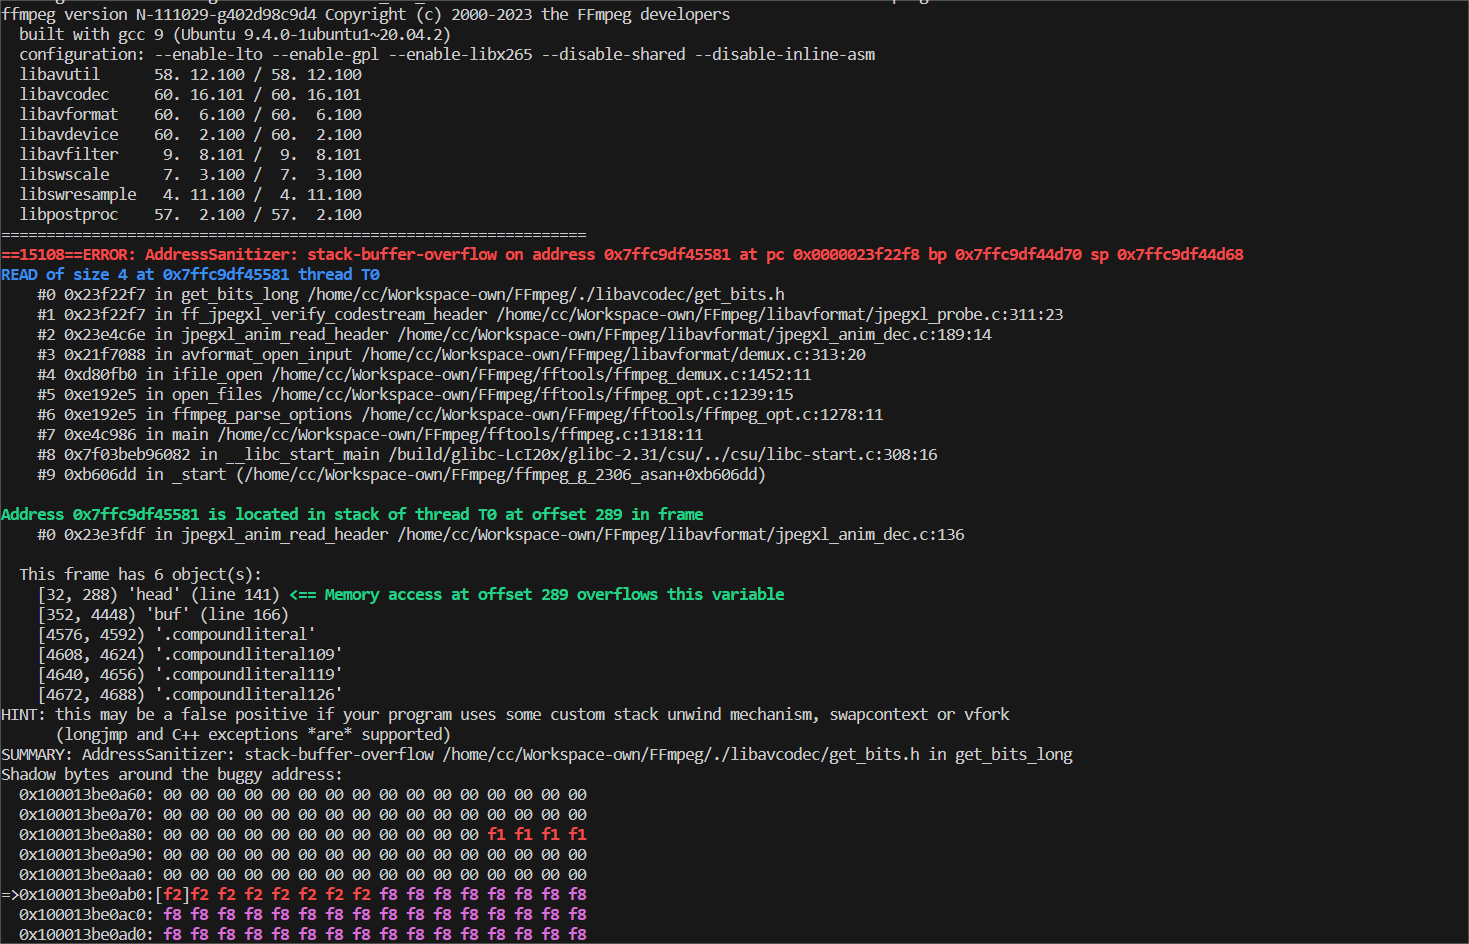 ffmpeg version N-111029-g402d98c9d4 Copyright (c) 2000-2023 the FFmpeg developers
  built with gcc 9 (Ubuntu 9.4.0-1ubuntu1~20.04.2)
  configuration: --enable-lto --enable-gpl --enable-libx265 --disable-shared --disable-inline-asm
  libavutil      58. 12.100 / 58. 12.100
  libavcodec     60. 16.101 / 60. 16.101
  libavformat    60.  6.100 / 60.  6.100
  libavdevice    60.  2.100 / 60.  2.100
  libavfilter     9.  8.101 /  9.  8.101
  libswscale      7.  3.100 /  7.  3.100
  libswresample   4. 11.100 /  4. 11.100
  libpostproc    57.  2.100 / 57.  2.100
=================================================================
==15108==ERROR: AddressSanitizer: stack-buffer-overflow on address 0x7ffc9df45581 at pc 0x0000023f22f8 bp 0x7ffc9df44d70 sp 0x7ffc9df44d68
READ of size 4 at 0x7ffc9df45581 thread T0
    #0 0x23f22f7 in get_bits_long /home/cc/Workspace-own/FFmpeg/./libavcodec/get_bits.h
    #1 0x23f22f7 in ff_jpegxl_verify_codestream_header /home/cc/Workspace-own/FFmpeg/libavformat/jpegxl_probe.c:311:23
    #2 0x23e4c6e in jpegxl_anim_read_header /home/cc/Workspace-own/FFmpeg/libavformat/jpegxl_anim_dec.c:189:14
    #3 0x21f7088 in avformat_open_input /home/cc/Workspace-own/FFmpeg/libavformat/demux.c:313:20
    #4 0xd80fb0 in ifile_open /home/cc/Workspace-own/FFmpeg/fftools/ffmpeg_demux.c:1452:11
    #5 0xe192e5 in open_files /home/cc/Workspace-own/FFmpeg/fftools/ffmpeg_opt.c:1239:15
    #6 0xe192e5 in ffmpeg_parse_options /home/cc/Workspace-own/FFmpeg/fftools/ffmpeg_opt.c:1278:11
    #7 0xe4c986 in main /home/cc/Workspace-own/FFmpeg/fftools/ffmpeg.c:1318:11
    #8 0x7f03beb96082 in __libc_start_main /build/glibc-LcI20x/glibc-2.31/csu/../csu/libc-start.c:308:16
    #9 0xb606dd in _start (/home/cc/Workspace-own/FFmpeg/ffmpeg_g_2306_asan+0xb606dd)

Address 0x7ffc9df45581 is located in stack of thread T0 at offset 289 in frame
    #0 0x23e3fdf in jpegxl_anim_read_header /home/cc/Workspace-own/FFmpeg/libavformat/jpegxl_anim_dec.c:136

  This frame has 6 object(s):
    [32, 288) 'head' (line 141) <== Memory access at offset 289 overflows this variable
    [352, 4448) 'buf' (line 166)
    [4576, 4592) '.compoundliteral'
    [4608, 4624) '.compoundliteral109'
    [4640, 4656) '.compoundliteral119'
    [4672, 4688) '.compoundliteral126'
HINT: this may be a false positive if your program uses some custom stack unwind mechanism, swapcontext or vfork
      (longjmp and C++ exceptions *are* supported)
SUMMARY: AddressSanitizer: stack-buffer-overflow /home/cc/Workspace-own/FFmpeg/./libavcodec/get_bits.h in get_bits_long
Shadow bytes around the buggy address:
  0x100013be0a60: 00 00 00 00 00 00 00 00 00 00 00 00 00 00 00 00
  0x100013be0a70: 00 00 00 00 00 00 00 00 00 00 00 00 00 00 00 00
  0x100013be0a80: 00 00 00 00 00 00 00 00 00 00 00 00 f1 f1 f1 f1
  0x100013be0a90: 00 00 00 00 00 00 00 00 00 00 00 00 00 00 00 00
  0x100013be0aa0: 00 00 00 00 00 00 00 00 00 00 00 00 00 00 00 00
=>0x100013be0ab0:[f2]f2 f2 f2 f2 f2 f2 f2 f8 f8 f8 f8 f8 f8 f8 f8
  0x100013be0ac0: f8 f8 f8 f8 f8 f8 f8 f8 f8 f8 f8 f8 f8 f8 f8 f8
  0x100013be0ad0: f8 f8 f8 f8 f8 f8 f8 f8 f8 f8 f8 f8 f8 f8 f8 f8